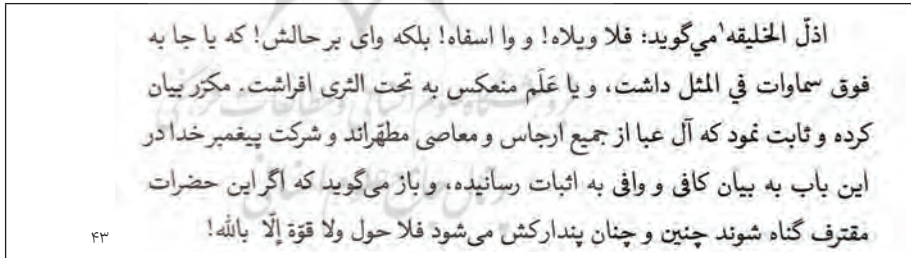 اذلّ الخلیقه۱ می‌گوید: فلا ویلاه! و وا اسفاه! بلکه وای بر حالش! که یا جا به
فوق سماوات في المثل داشت، و یا عَلَمِ منعکس به تحت الثری افراشت. مکرّر بیان
کرده و ثابت نمود که آل عبا از جمیع ارجاس و معاصی مطهّراند و شرکت پیغمبر خدا در
این باب به بیان کافی و وافی به اثبات رسانیده، و باز می‌گوید که اگر این حضرات
مقترف گناه شوند چنین و چنان پندارکش می‌شود فلا حول ولا قوّة إلّا بالله!
۴۳